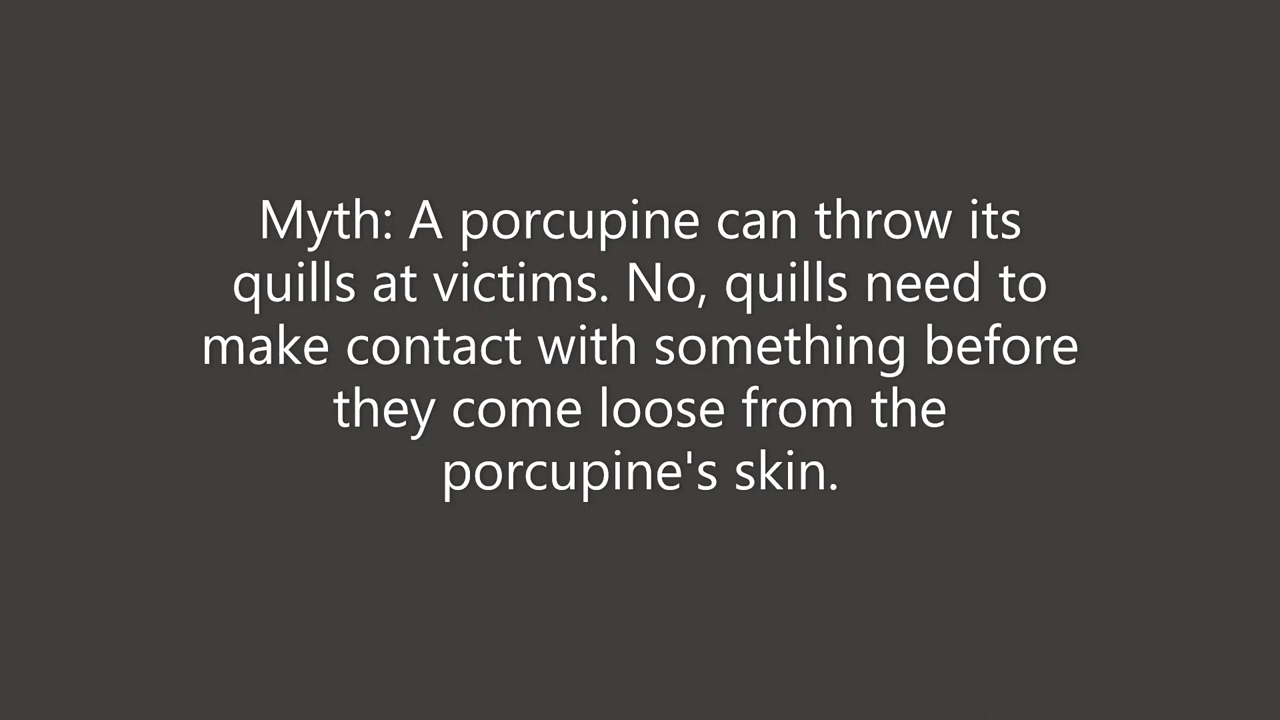 Myth: A porcupine can throw its
quills at victims. No, quills need to
make contact with something before
they come loose from the
porcupine's skin.